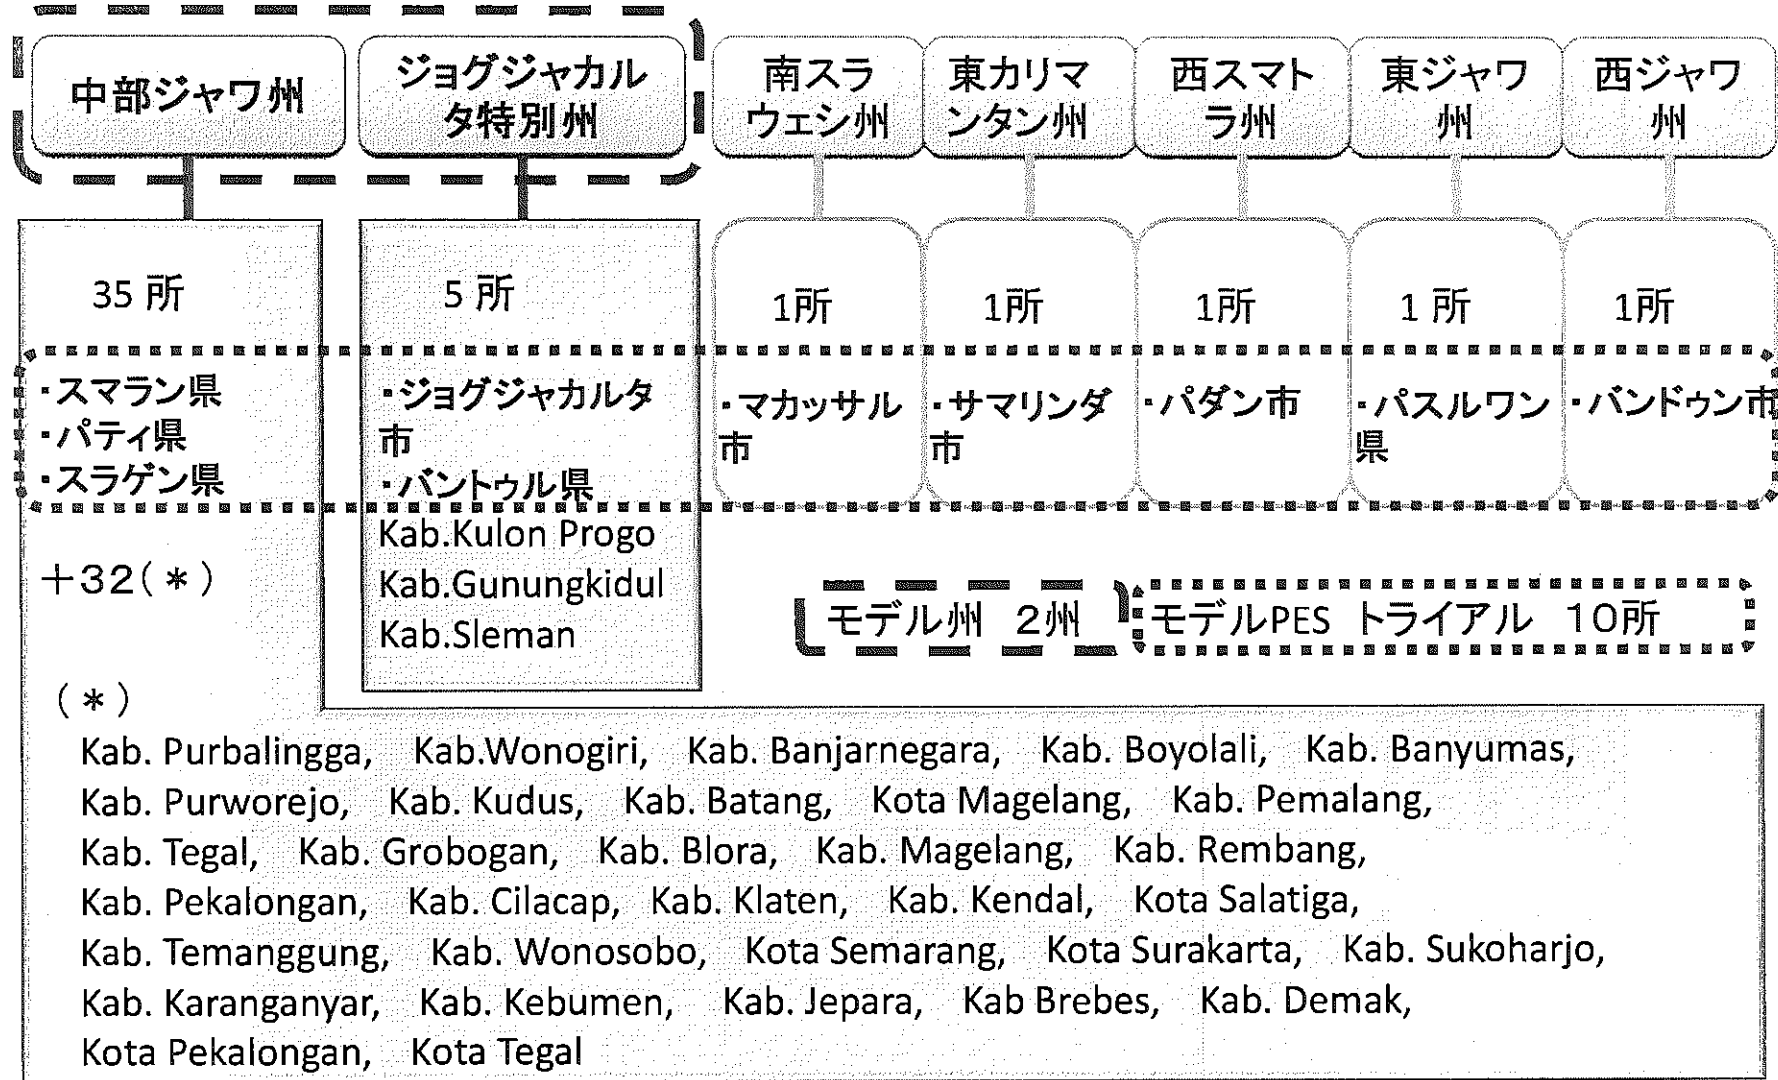 中部ジャワ州
ジョグジャカル
タ特別州
南スラ
ウェシ州
東カリマ
ンタン州
西スマト
ラ州
東ジャワ
州
西ジャワ
州
35 所
・スマラン県
・パティ県
・スラゲン県
+32(*)
5 所
・ジョグジャカルタ
市
・バントゥル県
Kab.Kulon Progo
Kab.Gunungkidul
Kab.Sleman
1所
・マカッサル
市
1所
・サマリンダ
市
1所
・パダン市
1 所
・パスルワン
県
1所
・バンドゥン市
モデル州 2州
モデルPES トライアル 10所
(*)
Kab. Purbalingga, Kab.Wonogiri, Kab. Banjarnegara, Kab. Boyolali, Kab. Banyumas,
Kab. Purworejo, Kab. Kudus, Kab. Batang, Kota Magelang, Kab. Pemalang,
Kab. Tegal, Kab. Grobogan, Kab. Blora, Kab. Magelang, Kab. Rembang,
Kab. Pekalongan, Kab. Cilacap, Kab. Klaten, Kab. Kendal, Kota Salatiga,
Kab. Temanggung, Kab. Wonosobo, Kota Semarang, Kota Surakarta, Kab. Sukoharjo,
Kab. Karanganyar, Kab. Kebumen, Kab. Jepara, Kab Brebes, Kab. Demak,
Kota Pekalongan, Kota Tegal